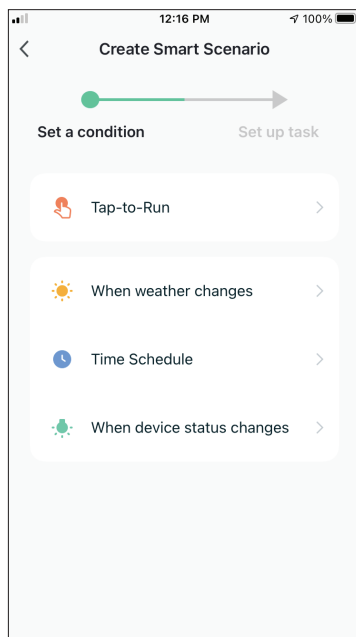 12:16 PM 100%
Create Smart Scenario
Set a condition Set up task
Tap-to-Run
When weather changes
Time Schedule
When device status changes